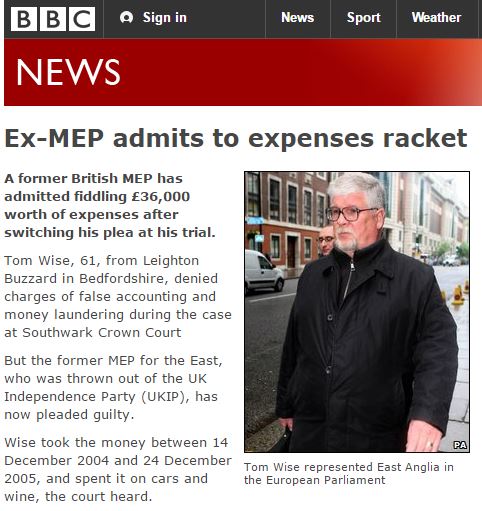 BBC Sign in News Sport Weather
NEWS
Ex-MEP admits to expenses racket
A former British MEP has
admitted fiddling £36,000
worth of expenses after
switching his plea at his trial.
Tom Wise, 61, from Leighton
Buzzard in Bedfordshire, denied
charges of false accounting and
money laundering during the case
at Southwark Crown Court
But the former MEP for the East,
who was thrown out of the UK
Independence Party (UKIP), has
now pleaded guilty.
Wise took the money between 14
December 2004 and 24 December
2005, and spent it on cars and
wine, the court heard.
PA
Tom Wise represented East Anglia in
the European Parliament